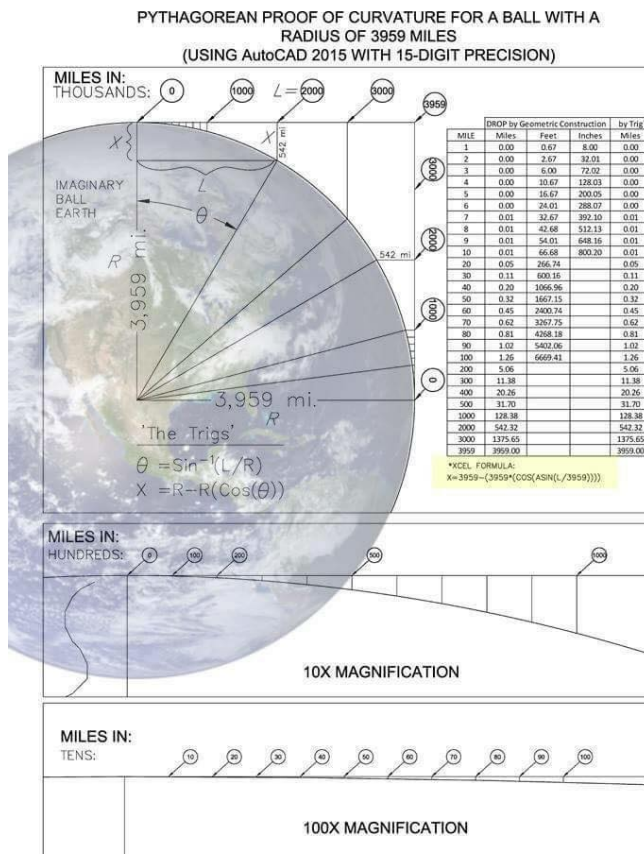 PYTHAGOREAN PROOF OF CURVATURE FOR A BALL WITH A
RADIUS OF 3959 MILES
(USING AutoCAD 2015 WITH 15-DIGIT PRECISION)
MILES IN:
THOUSANDS: 0 1000 L=2000 3000 3959
X X 542 mi
L
IMAGINARY
BALL
EARTH
θ
R
3,959 mi.
3000
2000
542 mi
1000
0
3,959 mi.
R
'The Trigs'
θ =Sin⁻¹(L/R)
X =R-R(Cos(θ))
DROP by Geometric Construction by Trig
MILE Miles Feet Inches Miles
1 0.00 0.67 8.00 0.00
2 0.00 2.67 32.01 0.00
3 0.00 6.00 72.02 0.00
4 0.00 10.67 128.03 0.00
5 0.00 16.67 200.05 0.00
6 0.00 24.01 288.07 0.00
7 0.01 32.67 392.10 0.01
8 0.01 42.68 512.13 0.01
9 0.01 54.01 648.16 0.01
10 0.01 66.68 800.20 0.01
20 0.05 266.74 0.05
30 0.11 600.16 0.11
40 0.20 1066.96 0.20
50 0.32 1667.15 0.32
60 0.45 2400.74 0.45
70 0.62 3267.75 0.62
80 0.81 4268.18 0.81
90 1.02 5402.06 1.02
100 1.26 6669.41 1.26
200 5.06 5.06
300 11.38 11.38
400 20.26 20.26
500 31.70 31.70
1000 128.38 128.38
2000 542.32 542.32
3000 1375.65 1375.65
3959 3959.00 3959.00
*XCEL FORMULA:
X=3959-(3959*(COS(ASIN(L/3959))))
MILES IN:
HUNDREDS: 0 100 200 500 1000
10X MAGNIFICATION
MILES IN:
TENS: 10 20 30 40 50 60 70 80 90 100
100X MAGNIFICATION